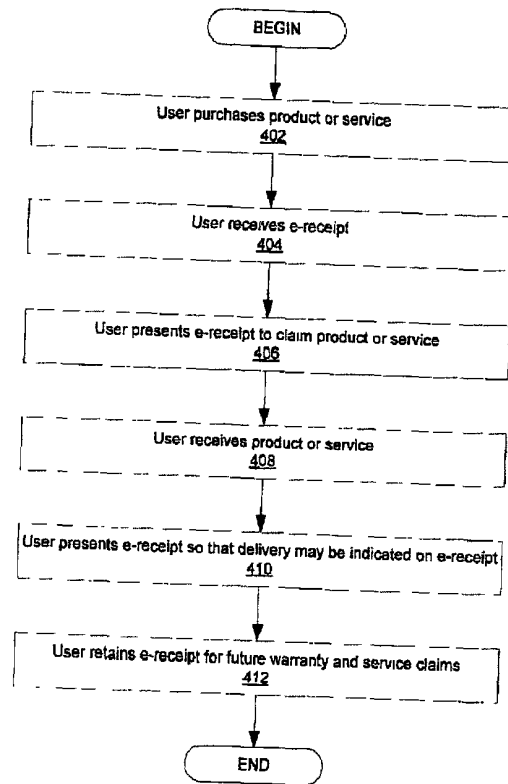 BEGIN
User purchases product or service
402
User receives e-receipt
404
User presents e-receipt to claim product or service
406
User receives product or service
408
User presents e-receipt so that delivery may be indicated on e-receipt
410
User retains e-receipt for future warranty and service claims
412
END